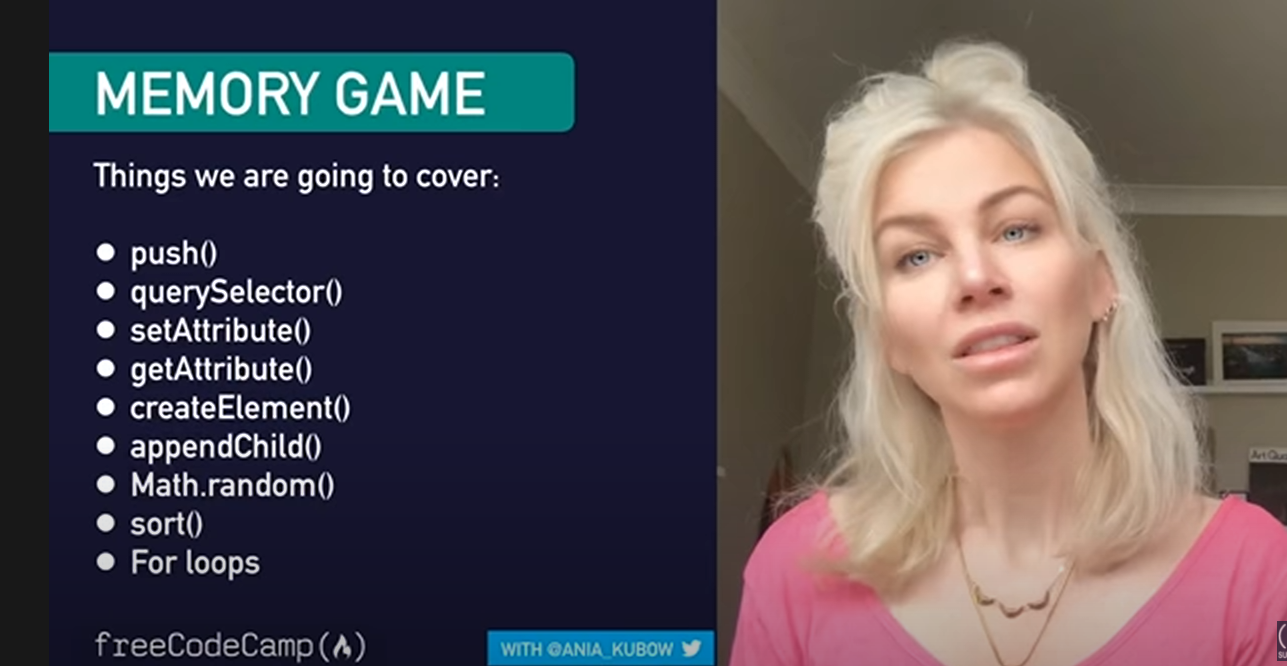 MEMORY GAME
Things we are going to cover:
● push()
● querySelector()
● setAttribute()
● getAttribute()
● createElement()
● appendChild()
● Math.random()
● sort()
● For loops
freeCodeCamp(🔥)
WITH @ANIA_KUBOW